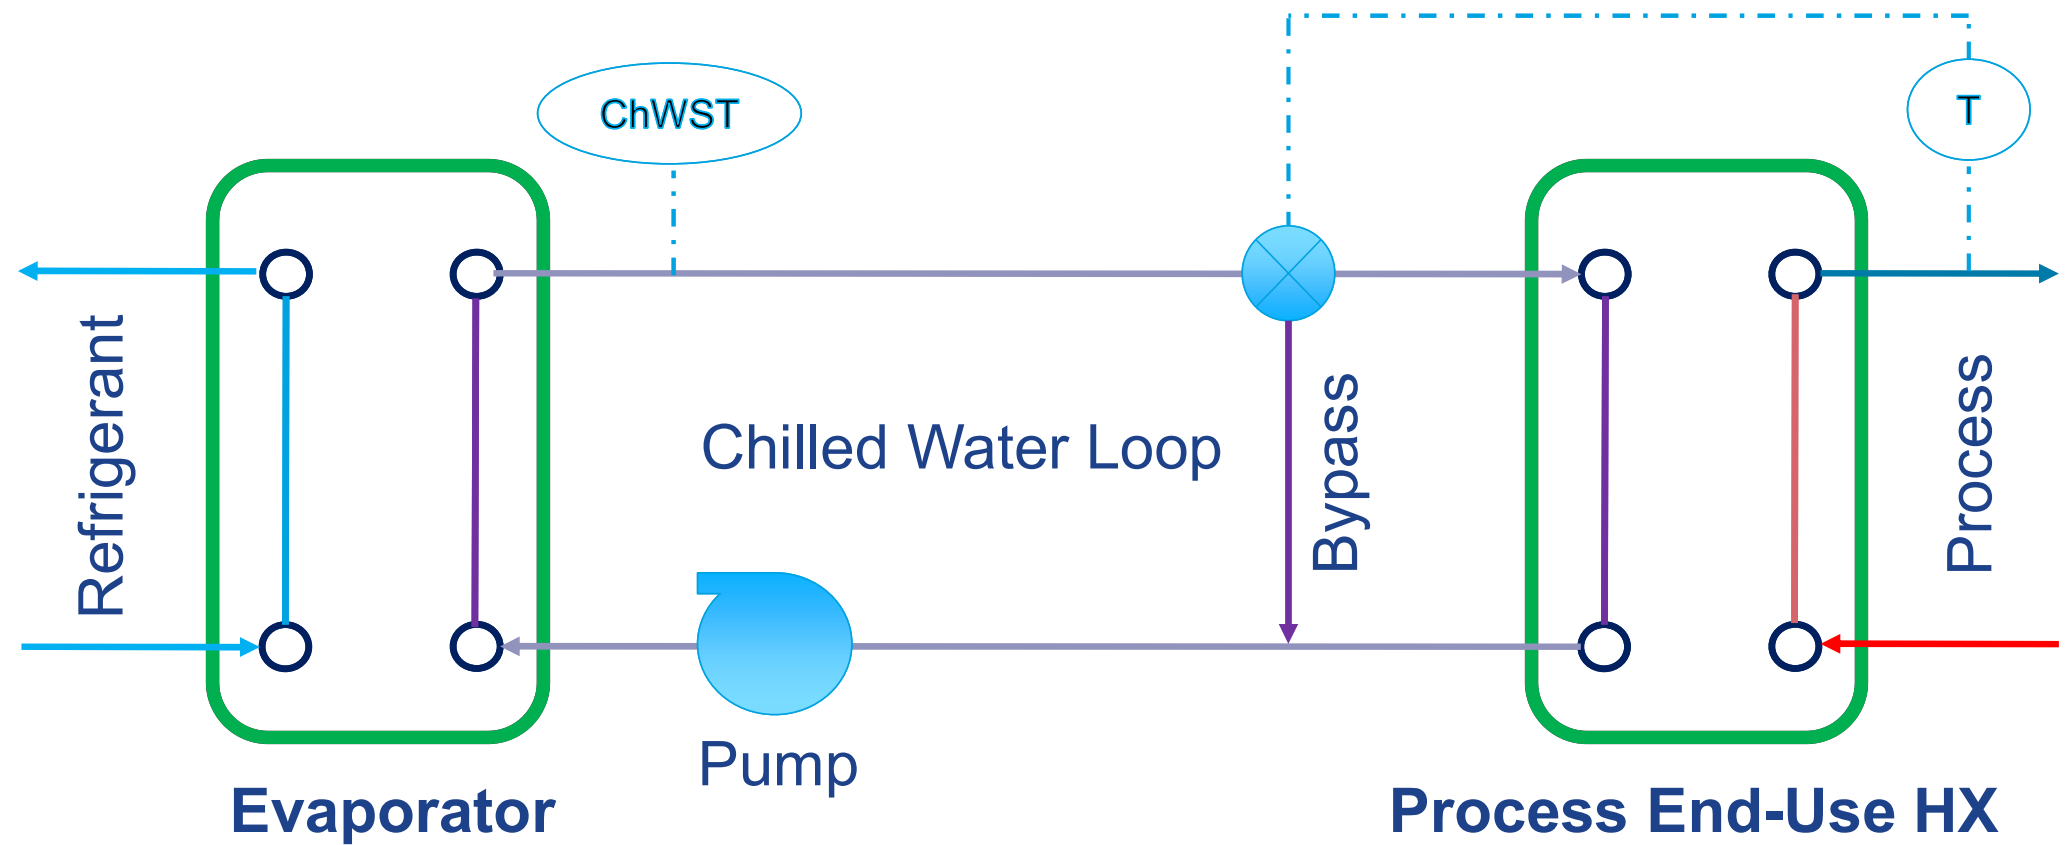 ChWST
T
Refrigerant
Chilled Water Loop
Bypass
Process
Pump
Evaporator
Process End-Use HX